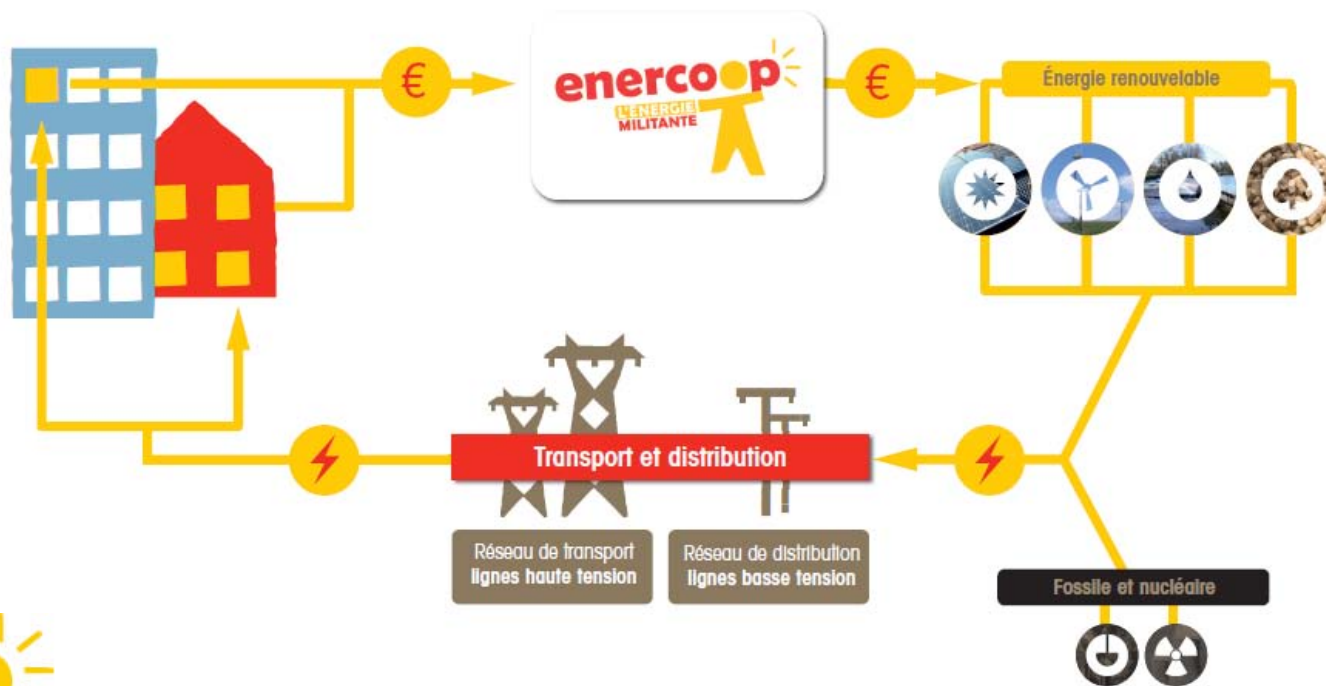 €
enercoop
L'ÉNERGIE
MILITANTE
€
Énergie renouvelable
Transport et distribution
Réseau de transport
lignes haute tension
Réseau de distribution
lignes basse tension
Fossile et nucléaire